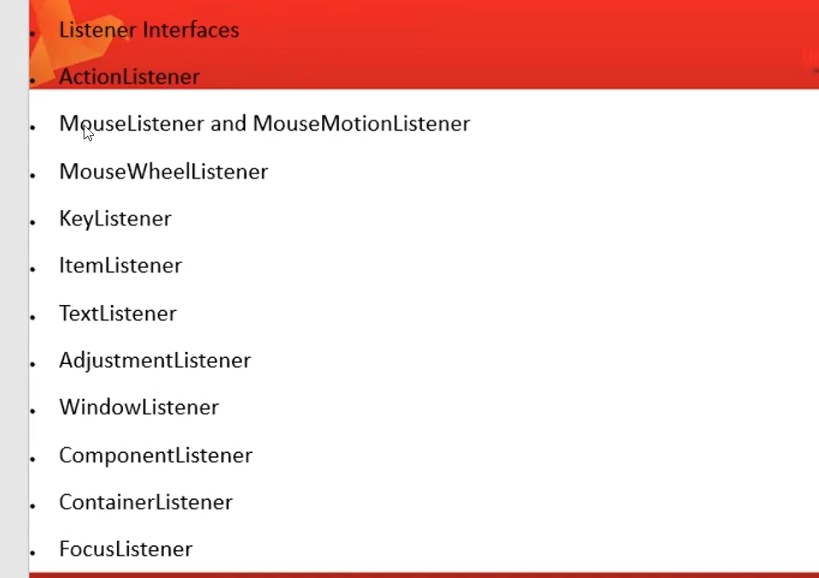 Listener Interfaces
ActionListener
MouseListener and MouseMotionListener
MouseWheelListener
KeyListener
ItemListener
TextListener
AdjustmentListener
WindowListener
ComponentListener
ContainerListener
FocusListener